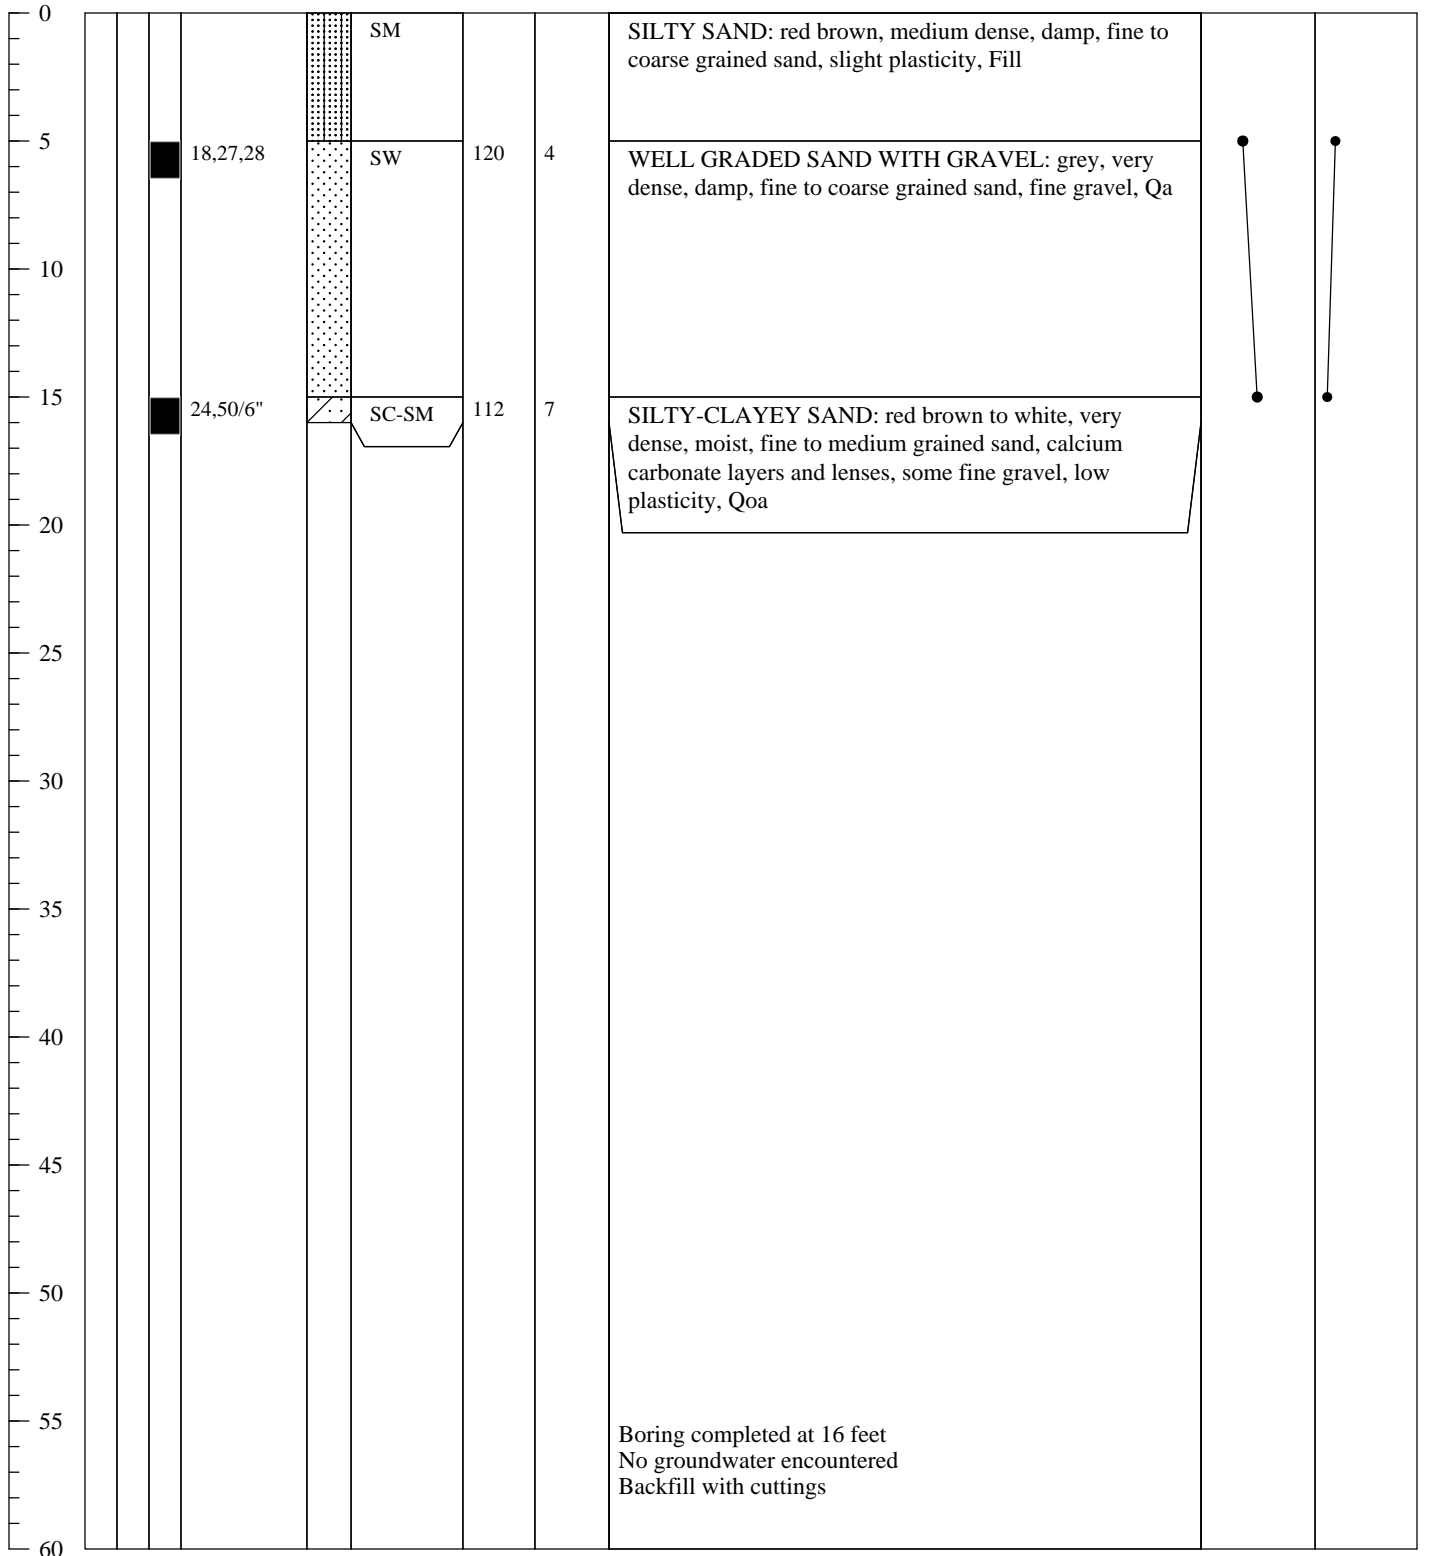 0
SM
SILTY SAND: red brown, medium dense, damp, fine to
coarse grained sand, slight plasticity, Fill
5
18,27,28
SW
120
4
WELL GRADED SAND WITH GRAVEL: grey, very
dense, damp, fine to coarse grained sand, fine gravel, Qa
10
15
24,50/6"
SC-SM
112
7
SILTY-CLAYEY SAND: red brown to white, very
dense, moist, fine to medium grained sand, calcium
carbonate layers and lenses, some fine gravel, low
plasticity, Qoa
20
25
30
35
40
45
50
55
Boring completed at 16 feet
No groundwater encountered
Backfill with cuttings
60